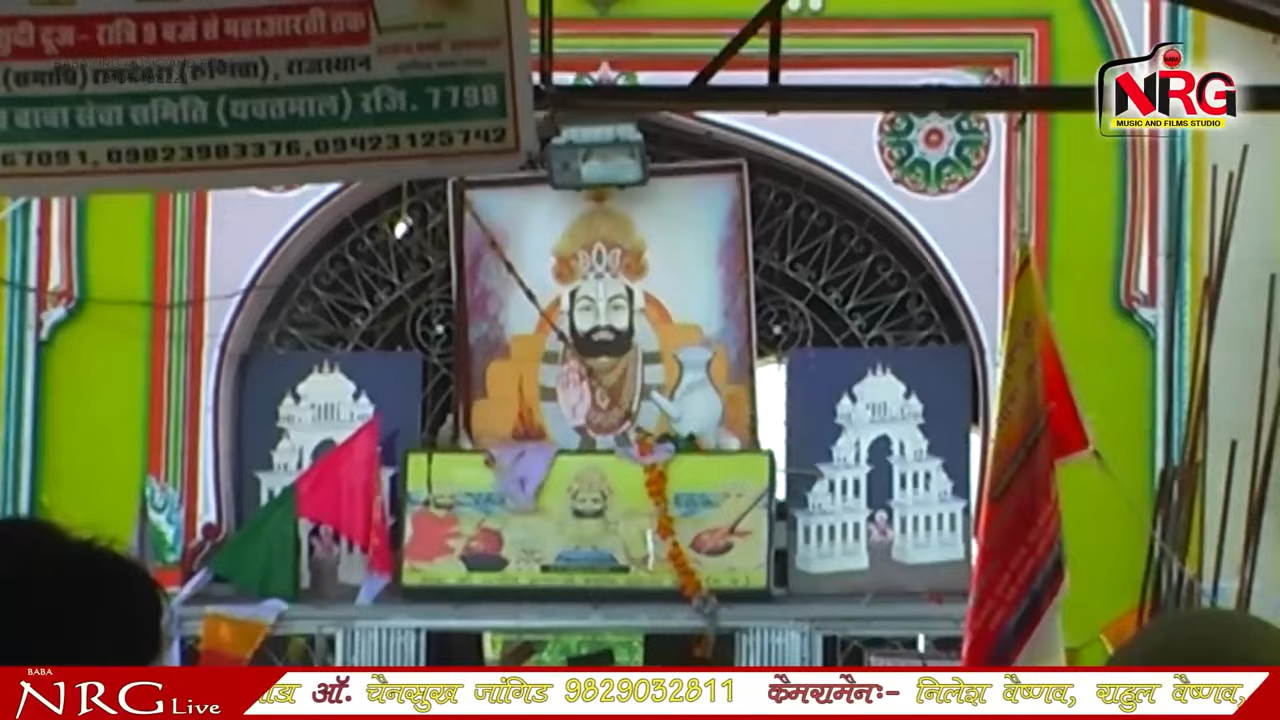 सुदी दूज - रात्रि 9 बजे से महाआरती तक
(समाधि) रामदेवरा (रुणिचा), राजस्थान
बाबा सेवा समिति (यवतमाल) रजि. 7798
67091, 09823983376, 09423125742
BABA
NRG
MUSIC AND FILMS STUDIO
BABA
NRG Live
ऑ. चैनसुख जांगिड 9829032811 कैमरामैनः- निलेश वैष्णव, राहुल वैष्णव,